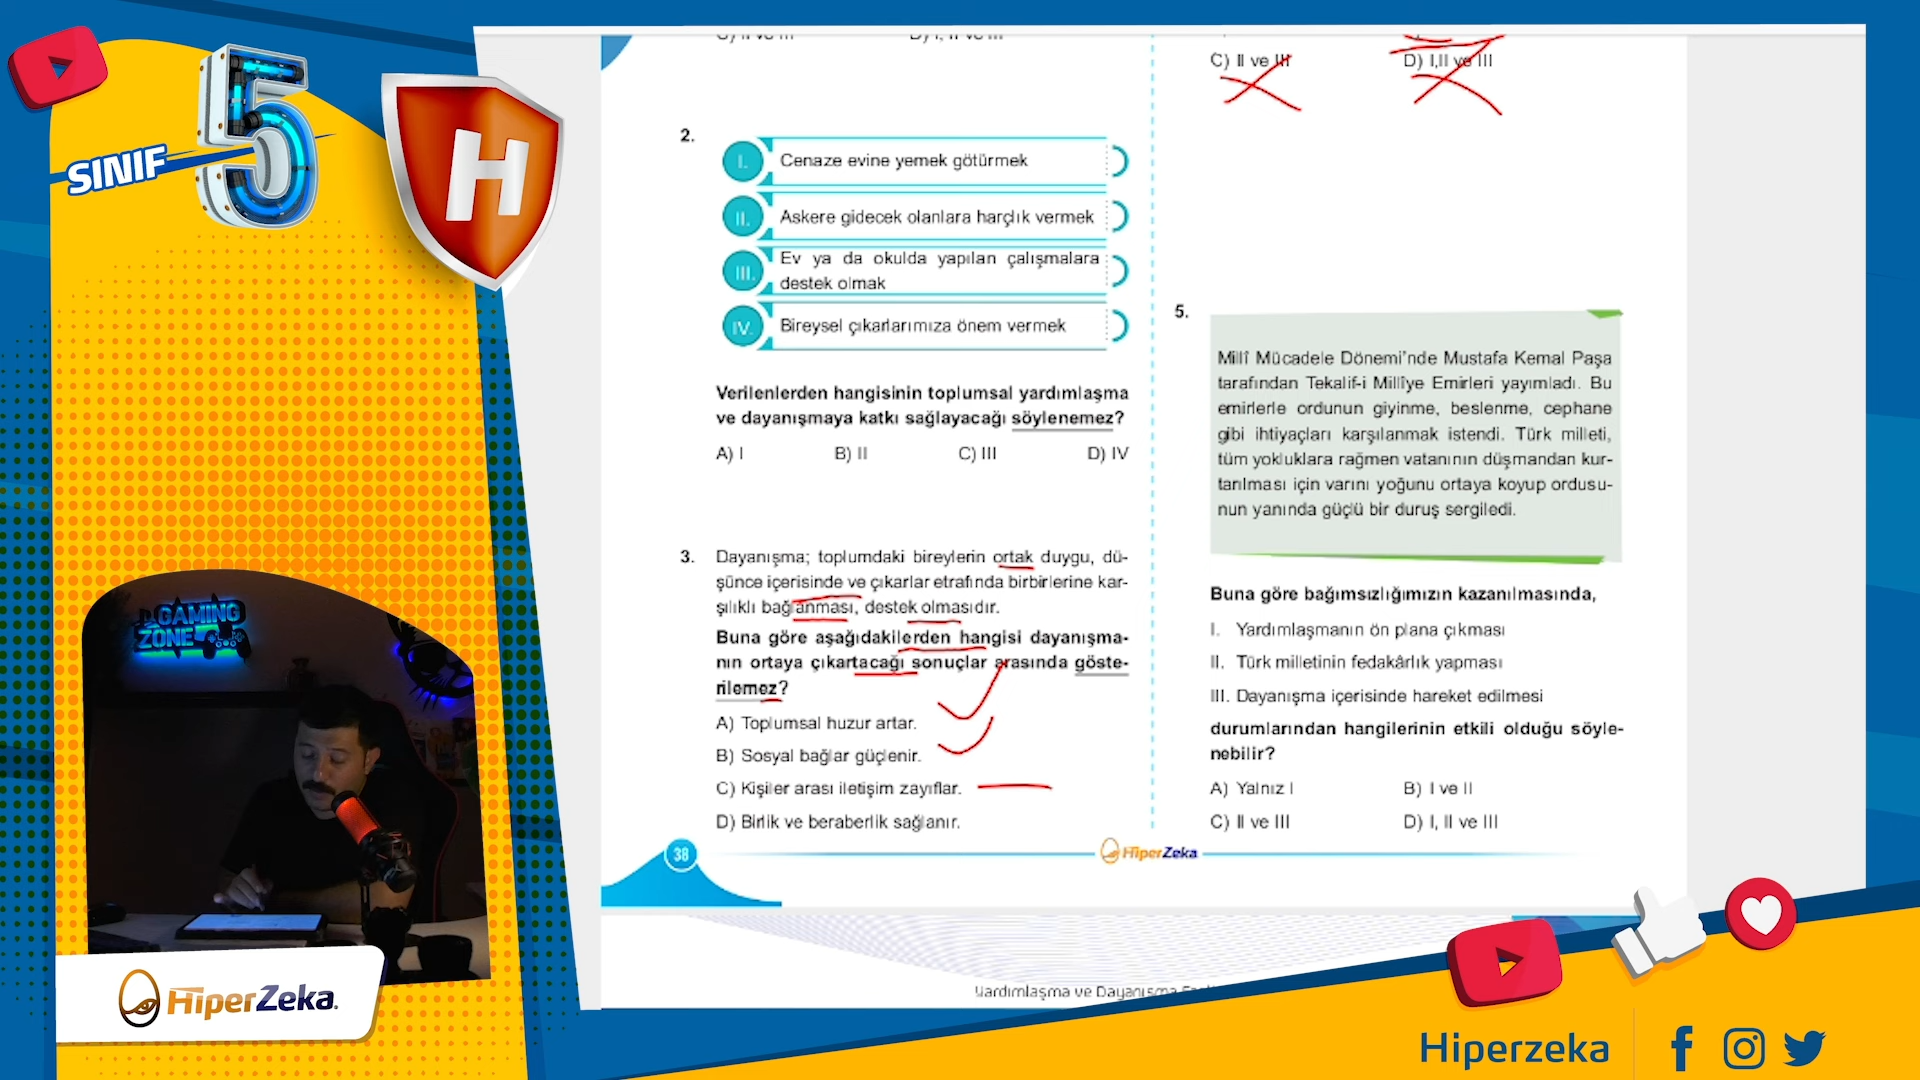 5
SINIF
H
GAMING
ZONE
HiperZeka.
C) II ve III
D) I,II ve III
2.
I.
Cenaze evine yemek götürmek
II.
Askere gidecek olanlara harçlık vermek
III.
Ev ya da okulda yapılan çalışmalara
destek olmak
IV.
Bireysel çıkarlarımıza önem vermek
Verilenlerden hangisinin toplumsal yardımlaşma
ve dayanışmaya katkı sağlayacağı söylenemez?
A) I
B) II
C) III
D) IV
3.
Dayanışma; toplumdaki bireylerin ortak duygu, dü-
şünce içerisinde ve çıkarlar etrafında birbirlerine kar-
şılıklı bağlanması, destek olmasıdır.
Buna göre aşağıdakilerden hangisi dayanışma-
nın ortaya çıkartacağı sonuçlar arasında göste-
rilemez?
A) Toplumsal huzur artar.
B) Sosyal bağlar güçlenir.
C) Kişiler arası iletişim zayıflar.
D) Birlik ve beraberlik sağlanır.
5.
Millî Mücadele Dönemi'nde Mustafa Kemal Paşa
tarafından Tekalif-i Milliye Emirleri yayımladı. Bu
emirlerle ordunun giyinme, beslenme, cephane
gibi ihtiyaçları karşılanmak istendi. Türk milleti,
tüm yokluklara rağmen vatanının düşmandan kur-
tarılması için varını yoğunu ortaya koyup ordusu-
nun yanında güçlü bir duruş sergiledi.
Buna göre bağımsızlığımızın kazanılmasında,
I. Yardımlaşmanın ön plana çıkması
II. Türk milletinin fedakârlık yapması
III. Dayanışma içerisinde hareket edilmesi
durumlarından hangilerinin etkili olduğu söyle-
nebilir?
A) Yalnız I
B) I ve II
C) II ve III
D) I, II ve III
38
HiperZeka
Yardımlaşma ve Dayanışma
Hiperzeka